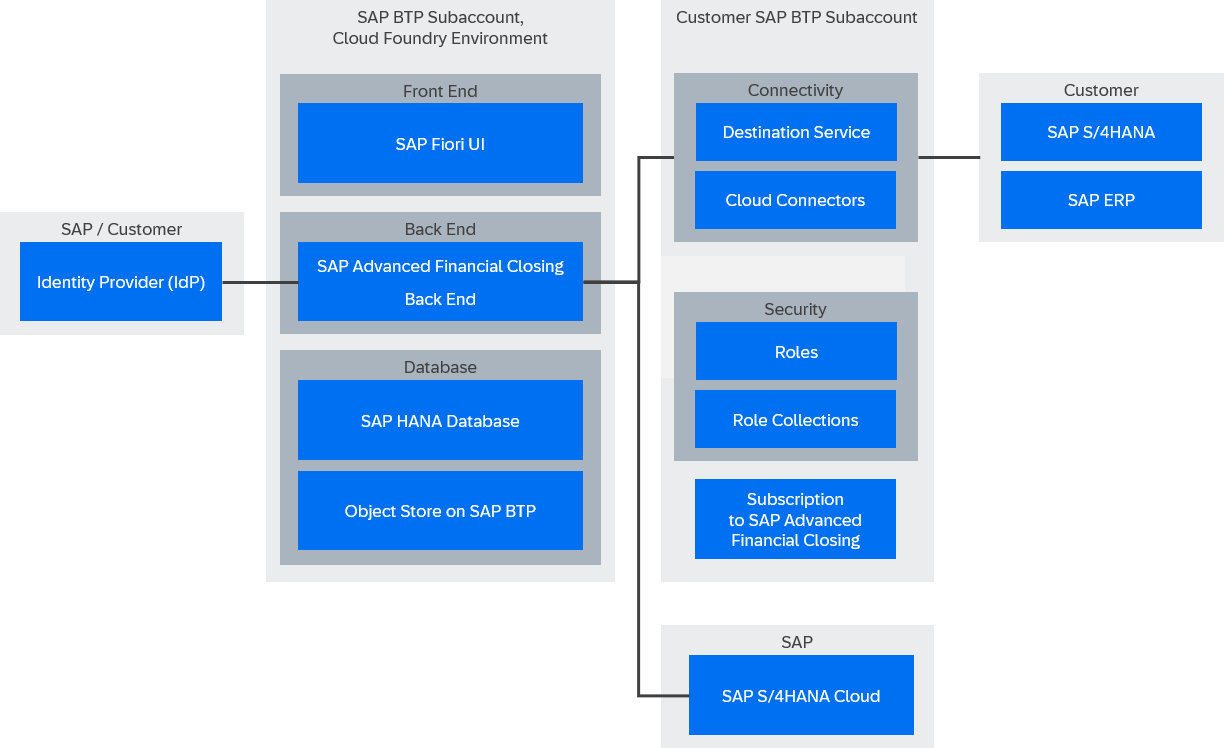 SAP / Customer
Identity Provider (IdP)
SAP BTP Subaccount,
Cloud Foundry Environment
Front End
SAP Fiori UI
Back End
SAP Advanced Financial Closing
Back End
Database
SAP HANA Database
Object Store on SAP BTP
Customer SAP BTP Subaccount
Connectivity
Destination Service
Cloud Connectors
Security
Roles
Role Collections
Subscription
to SAP Advanced
Financial Closing
SAP
SAP S/4HANA Cloud
Customer
SAP S/4HANA
SAP ERP